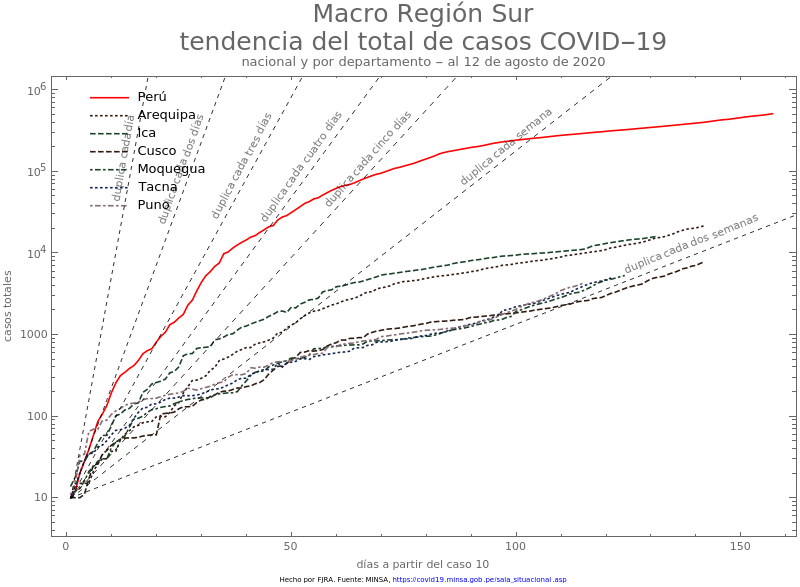 Macro Región Sur
tendencia del total de casos COVID−19
nacional y por departamento − al 12 de agosto de 2020
Perú
Arequipa
Ica
Cusco
Moquegua
Tacna
Puno
duplica cada día
duplica cada dos días
duplica cada tres días
duplica cada cuatro días
duplica cada cinco días
duplica cada semana
duplica cada dos semanas
casos totales
10^6
10^5
10^4
1000
100
10
0 50 100 150
días a partir del caso 10
Hecho por FJRA. Fuente: MINSA, https://covid19.minsa.gob.pe/sala_situacional.asp